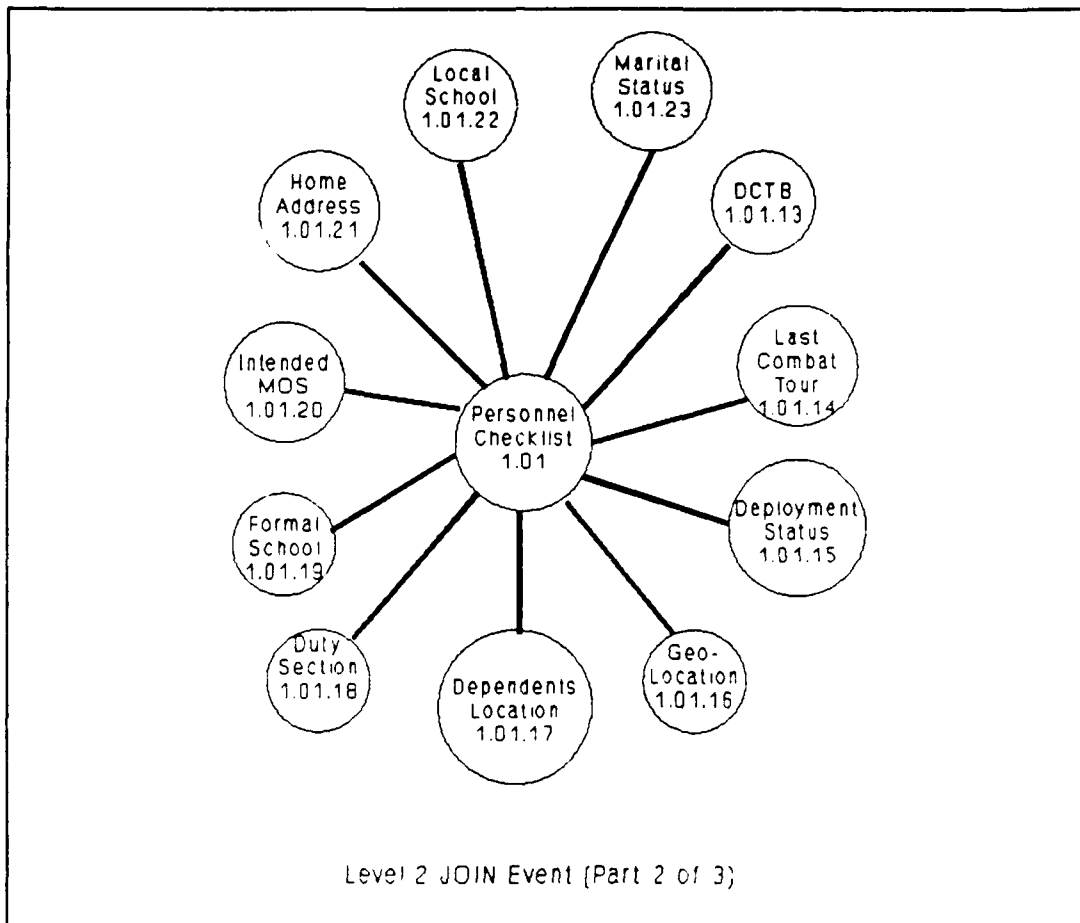 Local
School
1.01.22
Marital
Status
1.01.23
Home
Address
1.01.21
DCTB
1.01.13
Intended
MOS
1.01.20
Last
Combat
Tour
1.01.14
Personnel
Checklist
1.01
Formal
School
1.01.19
Deployment
Status
1.01.15
Duty
Section
1.01.18
Dependents
Location
1.01.17
Geo-
Location
1.01.16
Level 2 JOIN Event (Part 2 of 3)